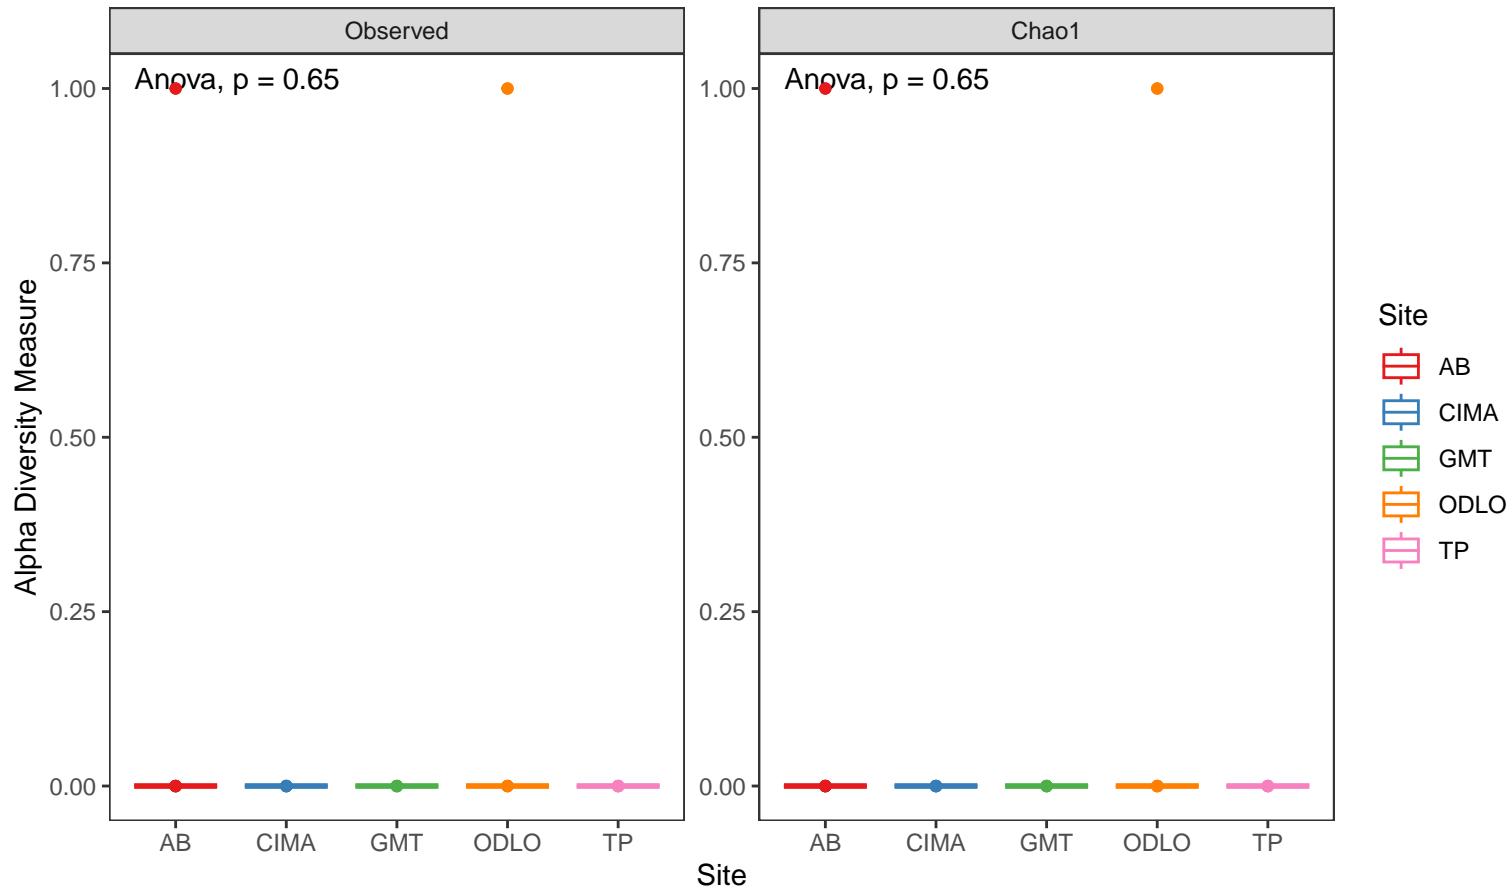 Observed
Chao1
Anova, p = 0.65
Anova, p = 0.65
1.00
0.75
0.50
0.25
0.00
1.00
0.75
0.50
0.25
0.00
Alpha Diversity Measure
AB CIMA GMT ODLO TP
AB CIMA GMT ODLO TP
Site
Site
AB
CIMA
GMT
ODLO
TP